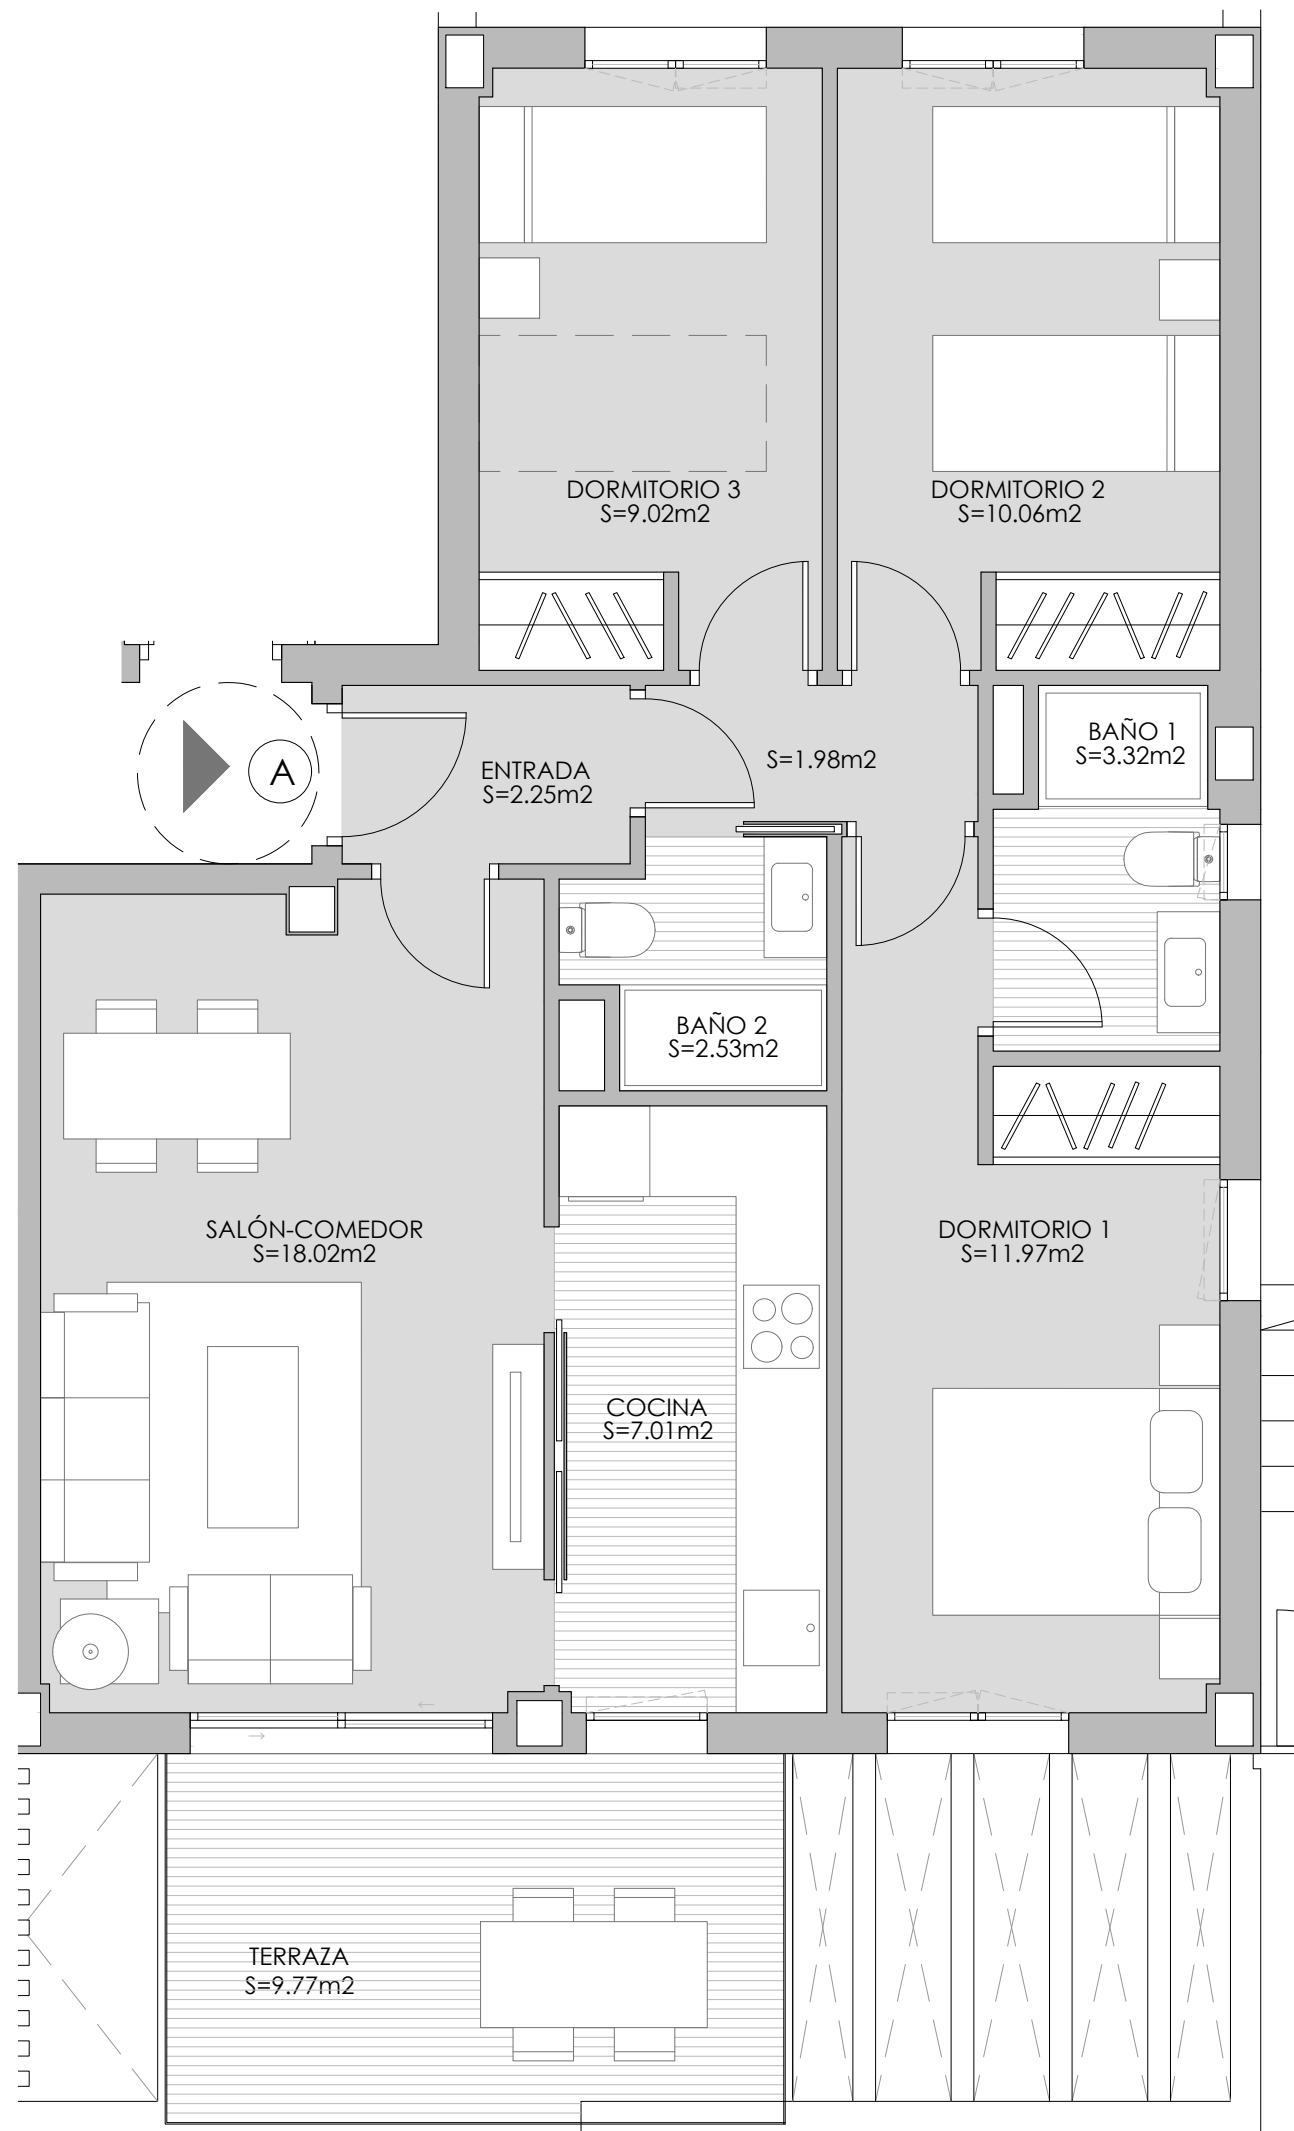 DORMITORIO 3
S=9.02m2
DORMITORIO 2
S=10.06m2
BAÑO 1
S=3.32m2
S=1.98m2
ENTRADA
S=2.25m2
A
BAÑO 2
S=2.53m2
SALÓN-COMEDOR
S=18.02m2
DORMITORIO 1
S=11.97m2
COCINA
S=7.01m2
TERRAZA
S=9.77m2